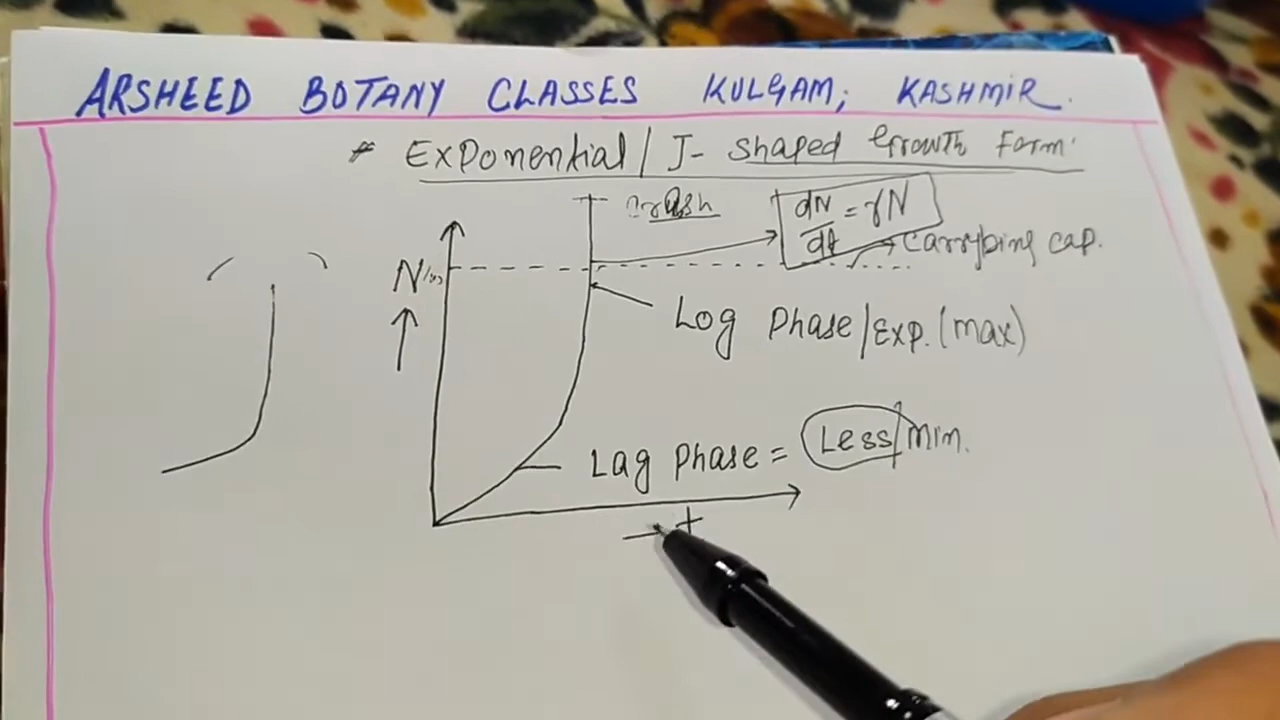 ARSHEED BOTANY CLASSES KULGAM, KASHMIR.
* Exponential / J- shaped Growth Form
Crash
dN/dt = rN
Carrying cap.
N
Log Phase/Exp. (max)
Lag Phase = Less/min.
t